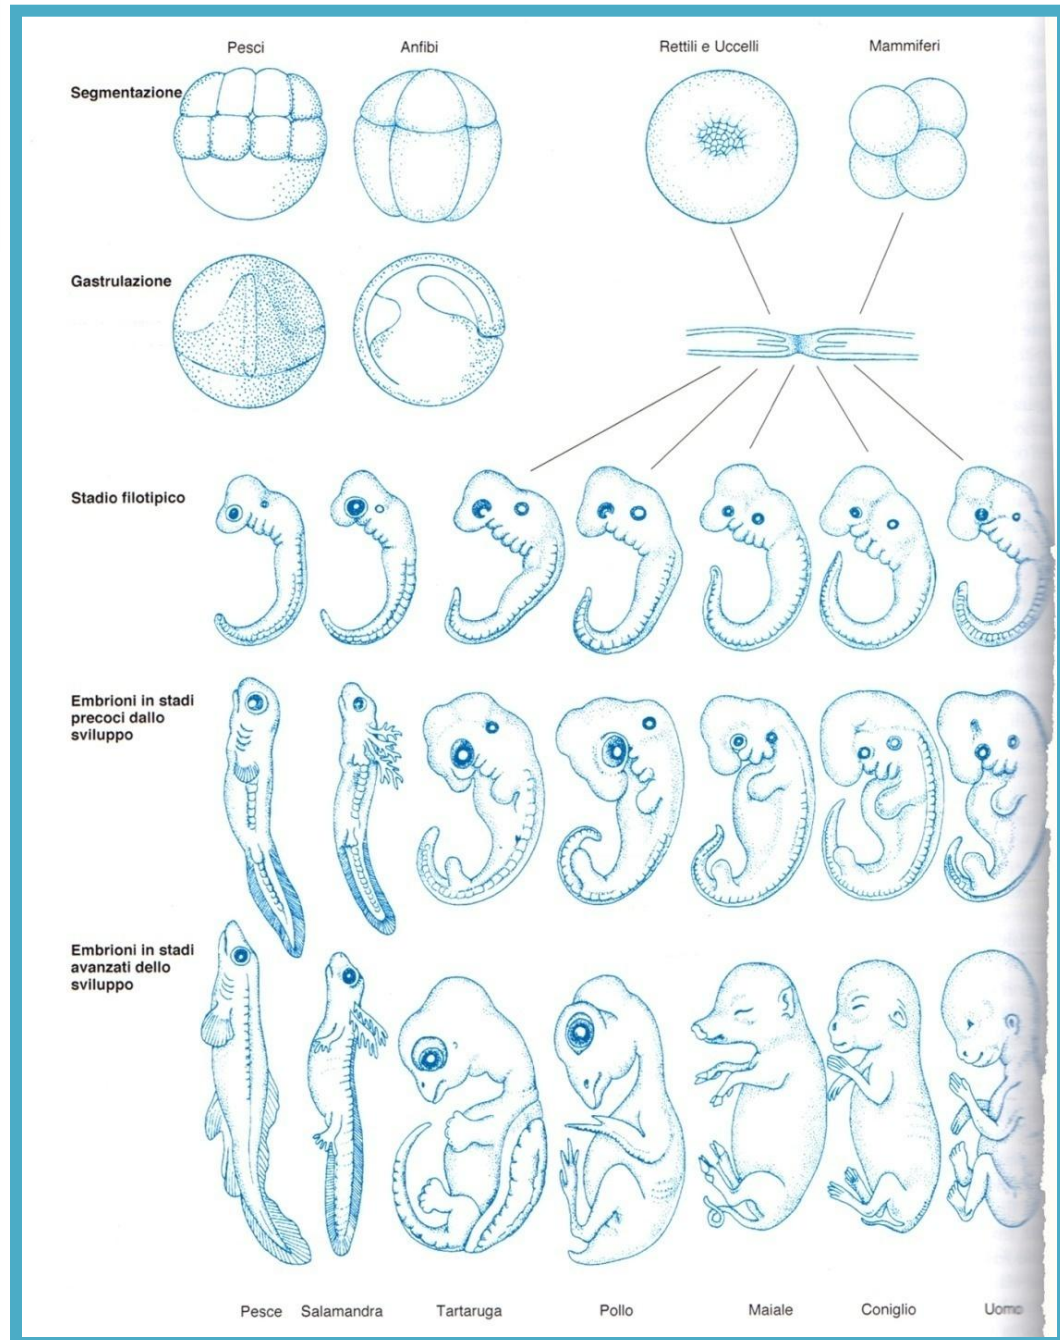 Pesci
Anfibi
Rettili e Uccelli
Mammiferi
Segmentazione
Gastrulazione
Stadio filotipico
Embrioni in stadi
precoci dallo
sviluppo
Embrioni in stadi
avanzati dello
sviluppo
Pesce
Salamandra
Tartaruga
Pollo
Maiale
Coniglio
Uomo